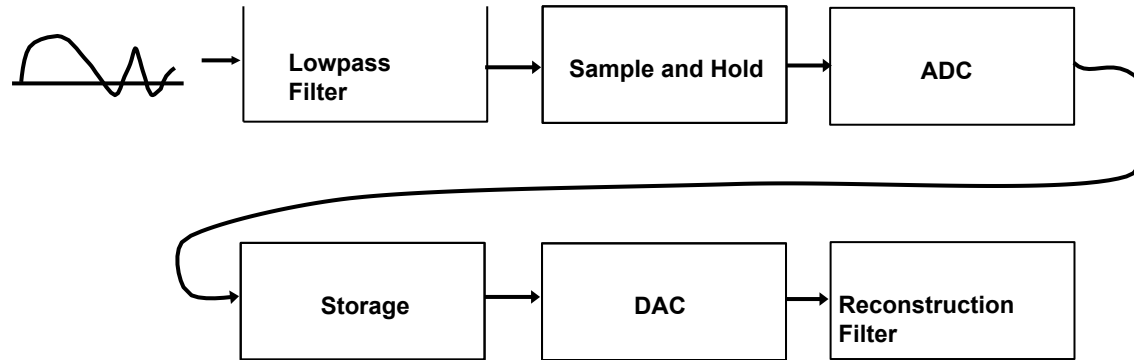 Lowpass
Filter
Sample and Hold
ADC
Storage
DAC
Reconstruction
Filter